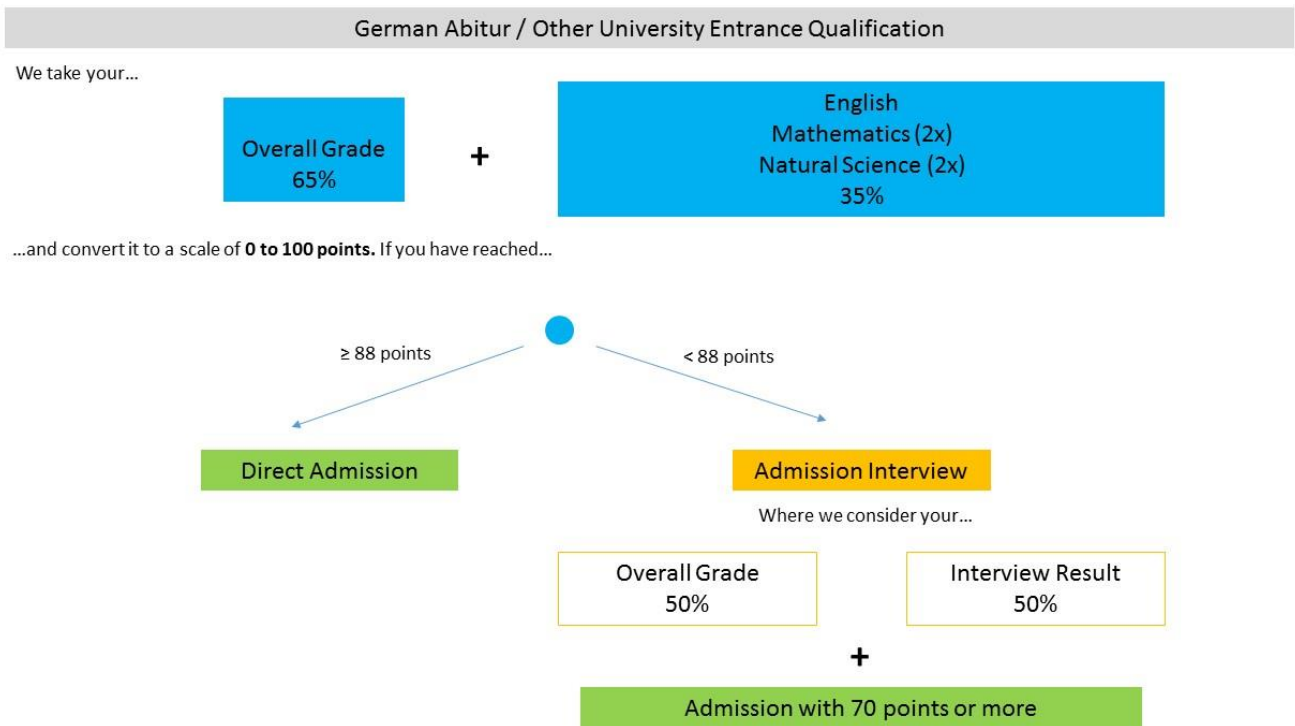 German Abitur / Other University Entrance Qualification
We take your...
Overall Grade
65%
+
English
Mathematics (2x)
Natural Science (2x)
35%
...and convert it to a scale of 0 to 100 points. If you have reached...
≥ 88 points
< 88 points
Direct Admission
Admission Interview
Where we consider your...
Overall Grade
50%
Interview Result
50%
+
Admission with 70 points or more